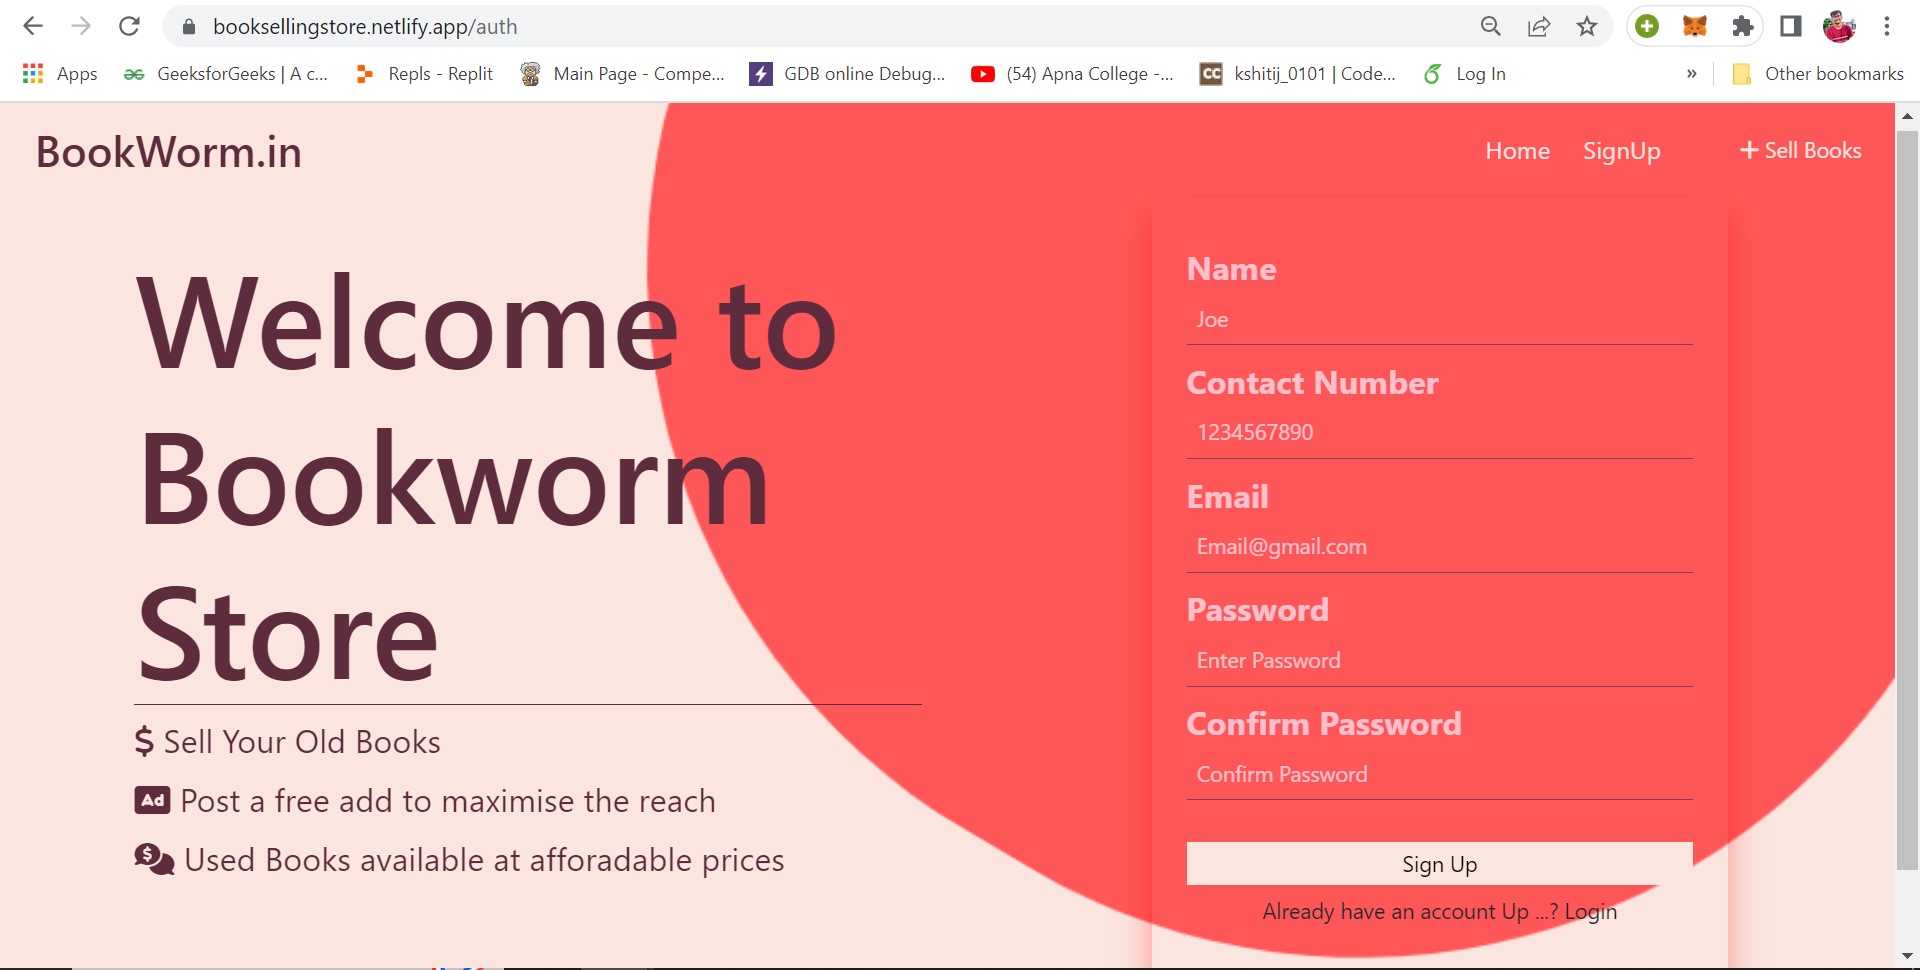 booksellingstore.netlify.app/auth
Apps GeeksforGeeks | A c... Repls - Replit Main Page - Compe... GDB online Debug... (54) Apna College -... CC kshitij_0101 | Code... Log In » Other bookmarks
BookWorm.in Home SignUp + Sell Books
Welcome to
Bookworm
Store
$ Sell Your Old Books
Ad Post a free add to maximise the reach
$ Used Books available at afforadable prices
Name
Joe
Contact Number
1234567890
Email
Email@gmail.com
Password
Enter Password
Confirm Password
Confirm Password
Sign Up
Already have an account Up ...? Login